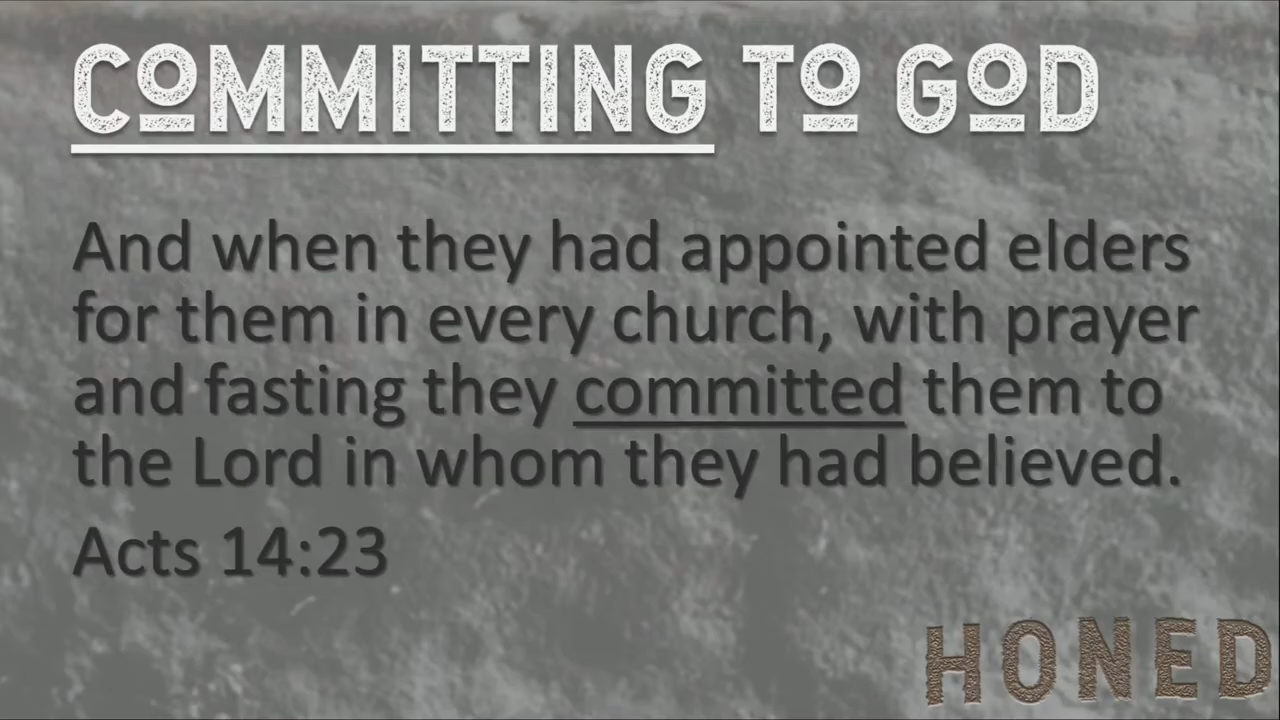 COMMITTING TO GOD
And when they had appointed elders
for them in every church, with prayer
and fasting they committed them to
the Lord in whom they had believed.
Acts 14:23
HONED